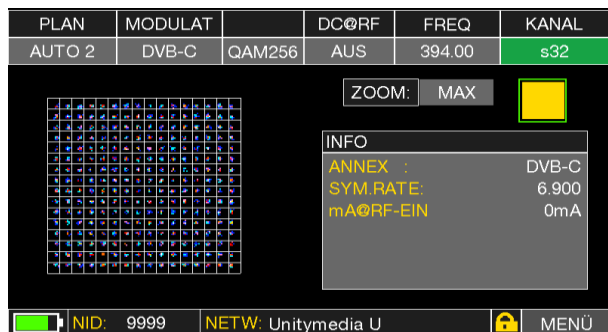 PLAN MODULAT DC@RF FREQ KANAL
AUTO 2 DVB-C QAM256 AUS 394.00 s32
ZOOM: MAX
INFO
ANNEX : DVB-C
SYM.RATE: 6.900
mA@RF-EIN 0mA
NID: 9999 NETW: Unitymedia U MENÜ